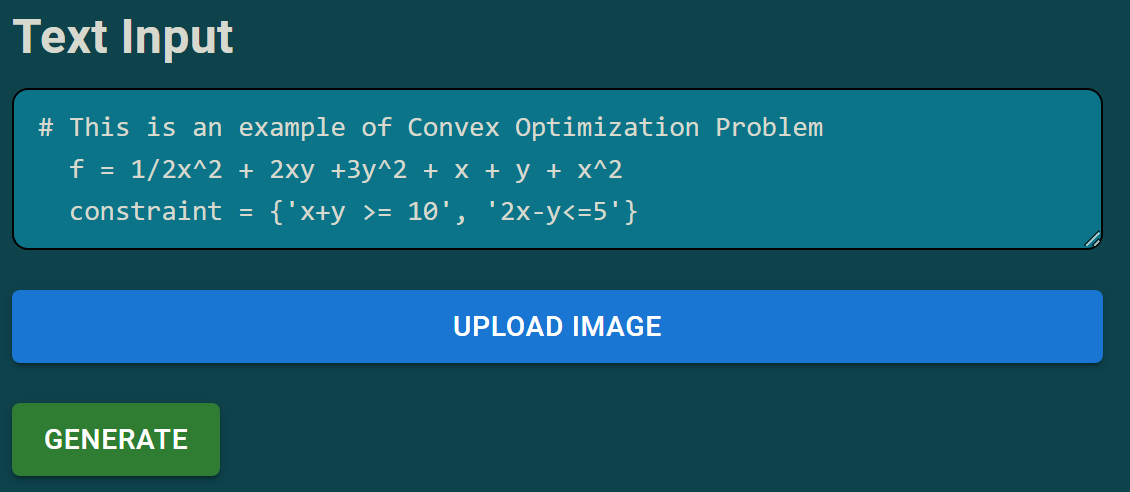 Text Input
# This is an example of Convex Optimization Problem
f = 1/2x^2 + 2xy +3y^2 + x + y + x^2
constraint = {'x+y >= 10', '2x-y<=5'}
UPLOAD IMAGE
GENERATE